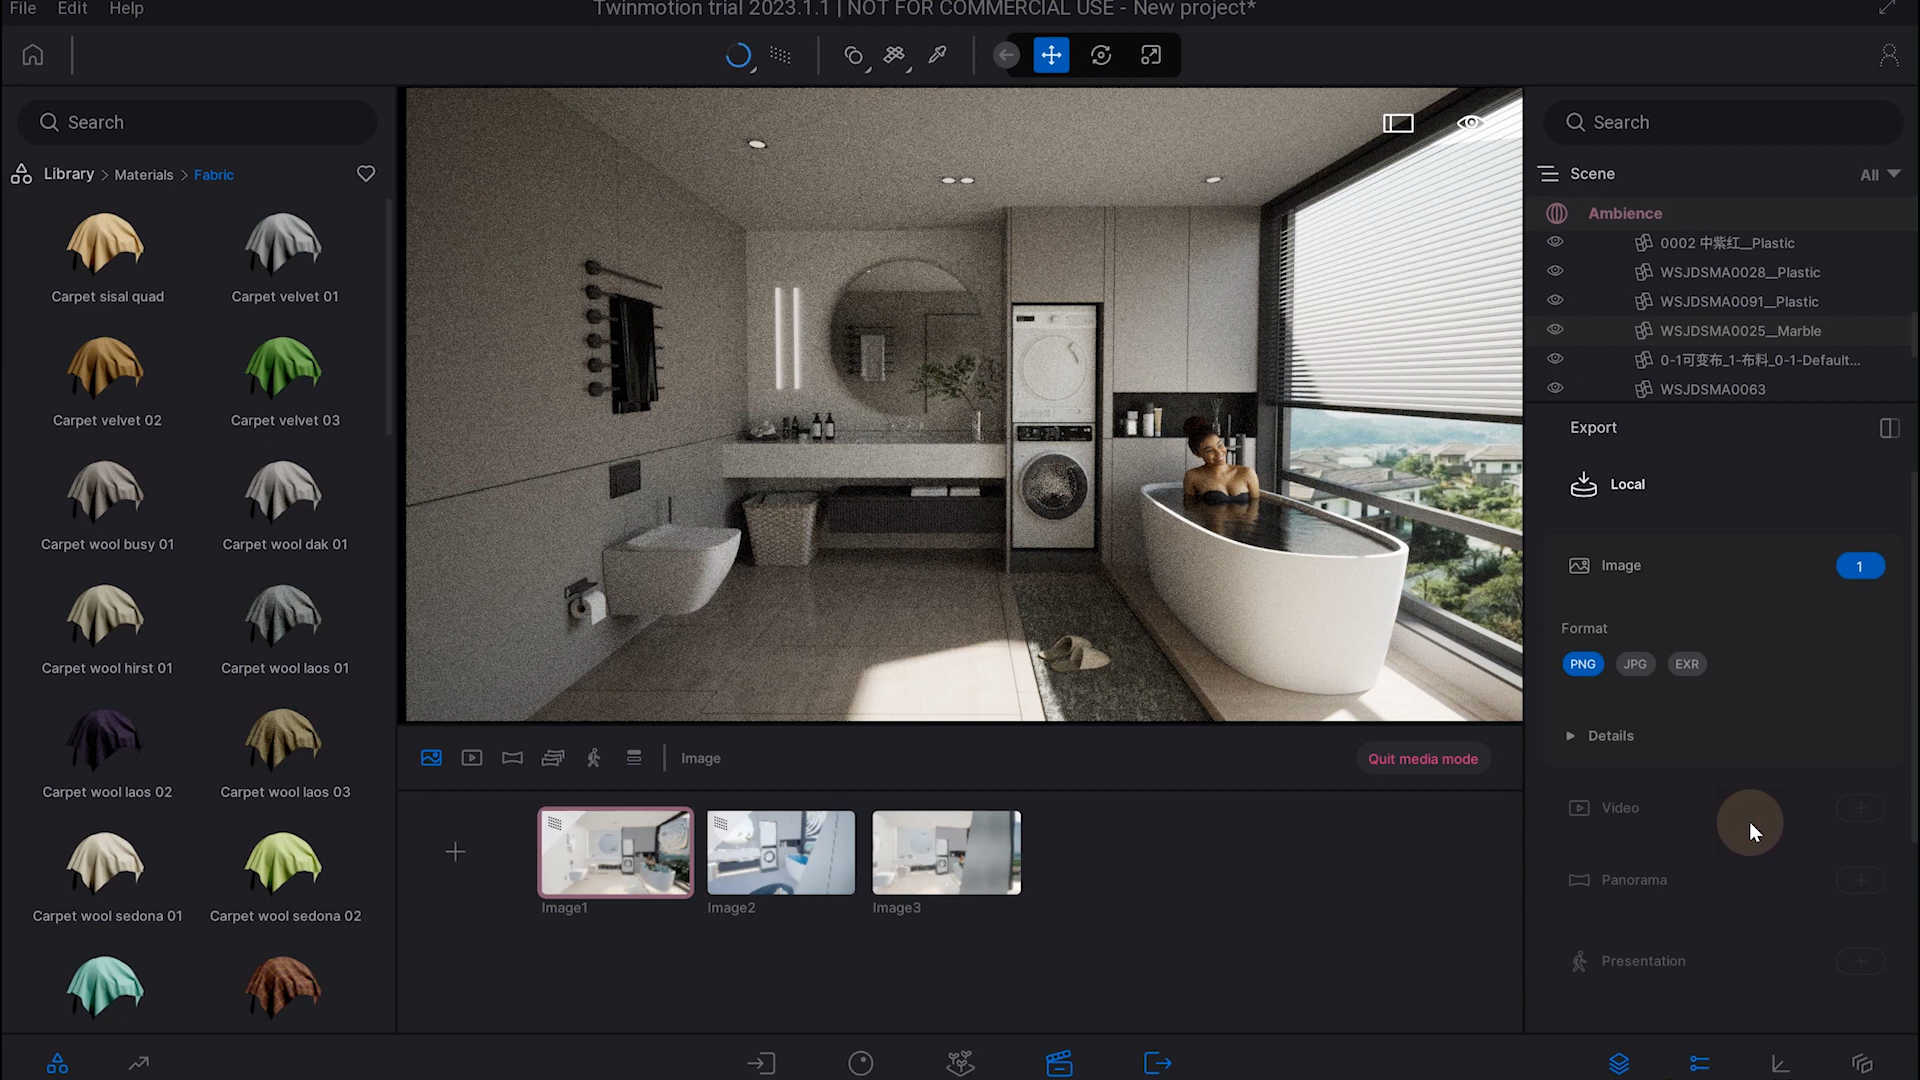 File Edit Help
Twinmotion trial 2023.1.1 | NOT FOR COMMERCIAL USE - New project*
Search
Library > Materials > Fabric
Carpet sisal quad
Carpet velvet 01
Carpet velvet 02
Carpet velvet 03
Carpet wool busy 01
Carpet wool dak 01
Carpet wool hirst 01
Carpet wool laos 01
Carpet wool laos 02
Carpet wool laos 03
Carpet wool sedona 01
Carpet wool sedona 02
Image
Quit media mode
Image1
Image2
Image3
Search
Scene
All
Ambience
0002 中紫红__Plastic
WSJDSMA0028__Plastic
WSJDSMA0091__Plastic
WSJDSMA0025__Marble
0-1可变布_1-布料_0-1-Default...
WSJDSMA0063
Export
Local
Image
1
Format
PNG JPG EXR
Details
Video
Panorama
Presentation